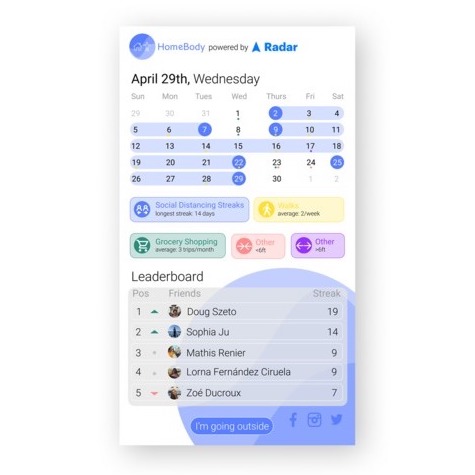 HomeBody powered by Radar
April 29th, Wednesday
Sun Mon Tues Wed Thurs Fri Sat
29 30 31 1 2 3 4
5 6 7 8 9 10 11
12 13 14 15 16 17 18
19 20 21 22 23 24 25
26 27 28 29 30 1 2
Social Distancing Streaks
longest streak: 14 days
Walks
average: 2/week
Grocery Shopping
average: 3 trips/month
Other
<6ft
Other
>6ft
Leaderboard
Pos Friends Streak
1 Doug Szeto 19
2 Sophia Ju 14
3 Mathis Renier 9
4 Lorna Fernández Ciruela 9
5 Zoé Ducroux 7
I'm going outside